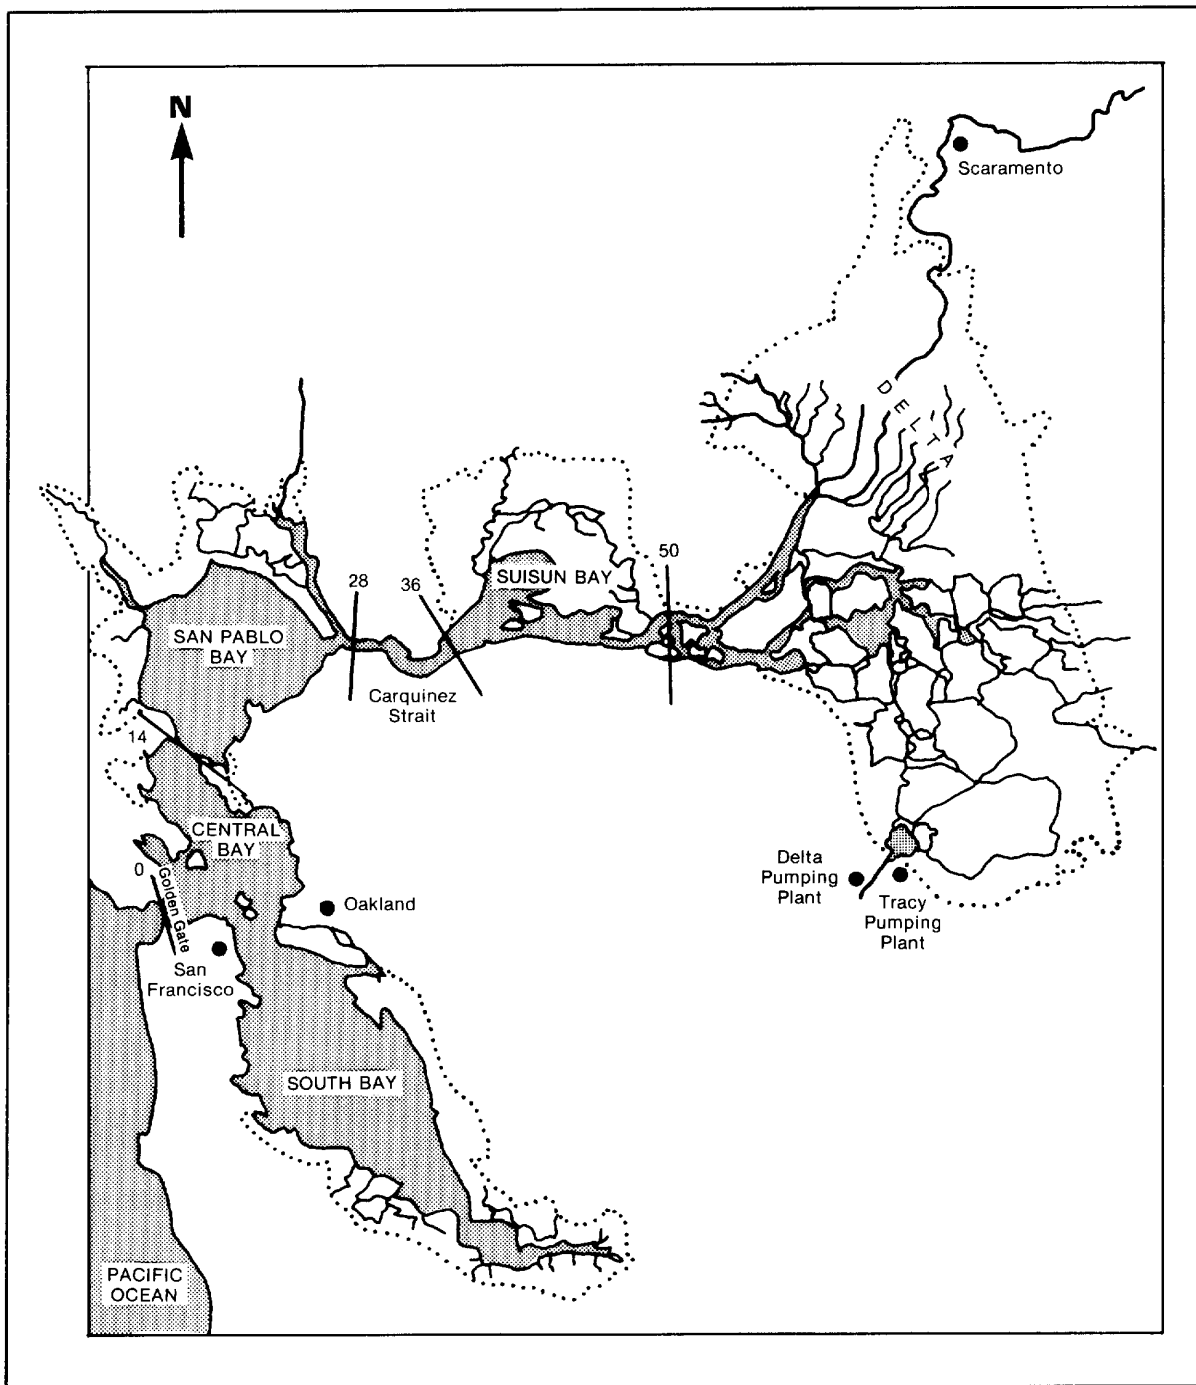 N
Scaramento
DELTA
50
28
36
SUISUN BAY
SAN PABLO
BAY
Carquinez
Strait
14
CENTRAL
BAY
0
Golden Gate
Oakland
San
Francisco
Delta
Pumping
Plant
Tracy
Pumping
Plant
SOUTH BAY
PACIFIC
OCEAN